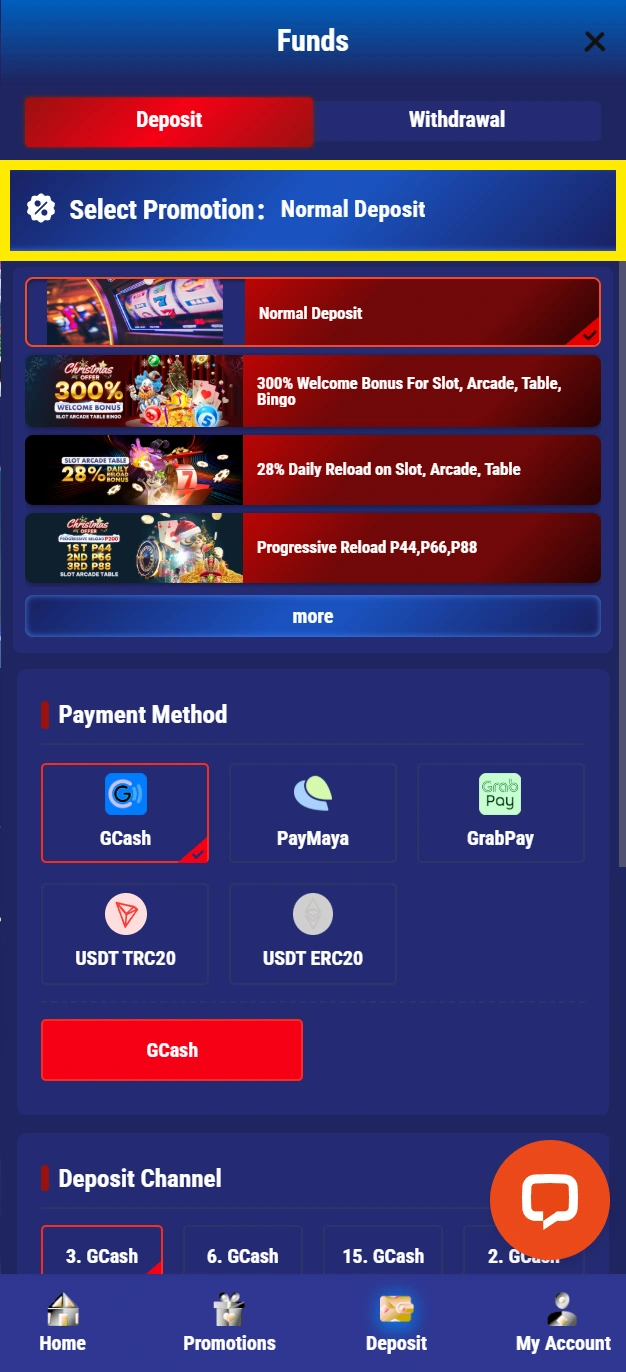 Funds
Deposit
Withdrawal
Select Promotion: Normal Deposit
Normal Deposit
Christmas
OFFER
300%
WELCOME BONUS
SLOT ARCADE TABLE BINGO
300% Welcome Bonus For Slot, Arcade, Table,
Bingo
SLOT ARCADE TABLE
28% DAILY
RELOAD
BONUS
28% Daily Reload on Slot, Arcade, Table
Christmas
OFFER
PROGRESSIVE RELOAD P200
1ST P44
2ND P66
3RD P88
SLOT ARCADE TABLE
Progressive Reload P44,P66,P88
more
Payment Method
G
GCash
PayMaya
Grab
Pay
GrabPay
USDT TRC20
USDT ERC20
GCash
Deposit Channel
3. GCash
6. GCash
15. GCash
2. GCash
Home
Promotions
Deposit
My Account